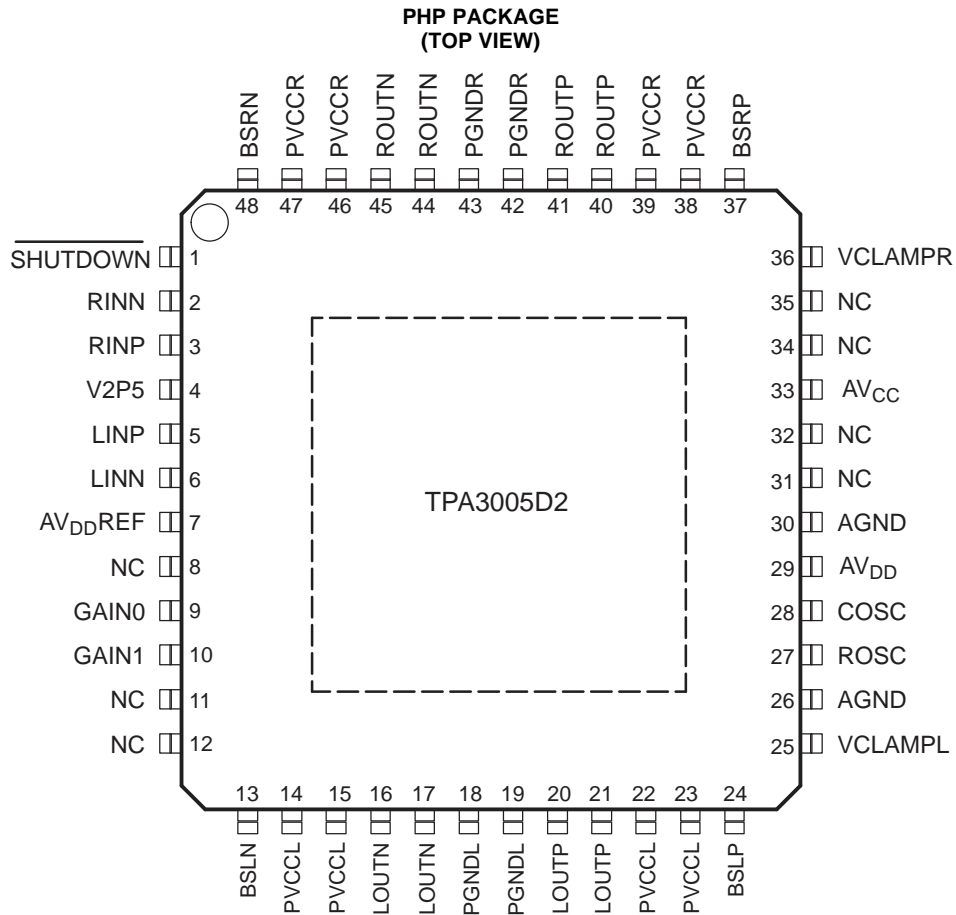 PHP PACKAGE
(TOP VIEW)
BSRN
PVCCR
PVCCR
ROUTN
ROUTN
PGNDR
PGNDR
ROUTP
ROUTP
PVCCR
PVCCR
BSRP
48 47 46 45 44 43 42 41 40 39 38 37
SHUTDOWN 1
RINN 2
RINP 3
V2P5 4
LINP 5
LINN 6
AVDDREF 7
NC 8
GAIN0 9
GAIN1 10
NC 11
NC 12
TPA3005D2
36 VCLAMPR
35 NC
34 NC
33 AVCC
32 NC
31 NC
30 AGND
29 AVDD
28 COSC
27 ROSC
26 AGND
25 VCLAMPL
13 14 15 16 17 18 19 20 21 22 23 24
BSLN
PVCCL
PVCCL
LOUTN
LOUTN
PGNDL
PGNDL
LOUTP
LOUTP
PVCCL
PVCCL
BSLP